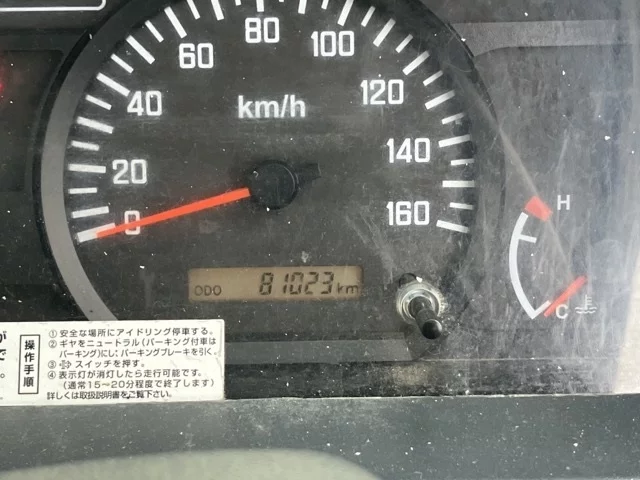 80
60
100
40
km/h
120
20
140
0
160
H
C
ODO 81023 km
操作手順
が
で
。
①安全な場所にアイドリング停車する。
②ギヤをニュートラル(パーキング付車は
パーキング)にし、パーキングブレーキを引く。
③ スイッチを押す。
④表示灯が消灯したら走行可能です。
(通常15～20分程度で終了します)
詳しくは取扱説明書をご覧下さい。